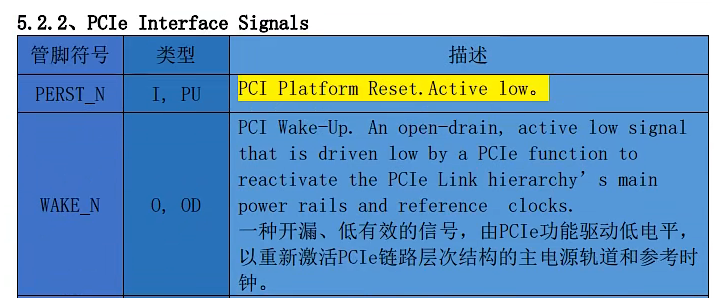 5.2.2、PCIe Interface Signals
管脚符号 类型 描述
PERST_N I, PU PCI Platform Reset.Active low。
PCI Wake-Up. An open-drain, active low signal
that is driven low by a PCIe function to
reactivate the PCIe Link hierarchy’s main
WAKE_N O, OD power rails and reference clocks.
一种开漏、低有效的信号，由PCIe功能驱动低电平，
以重新激活PCIe链路层次结构的主电源轨道和参考时
钟。